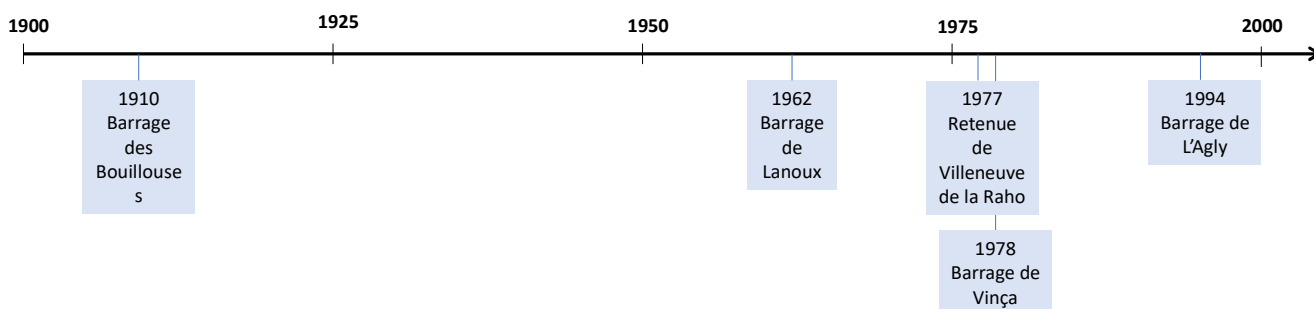 1900
1925
1950
1975
2000
1910
Barrage
des
Bouillouse
s
1962
Barrage
de
Lanoux
1977
Retenue
de
Villeneuve
de la Raho
1978
Barrage de
Vinça
1994
Barrage de
L’Agly